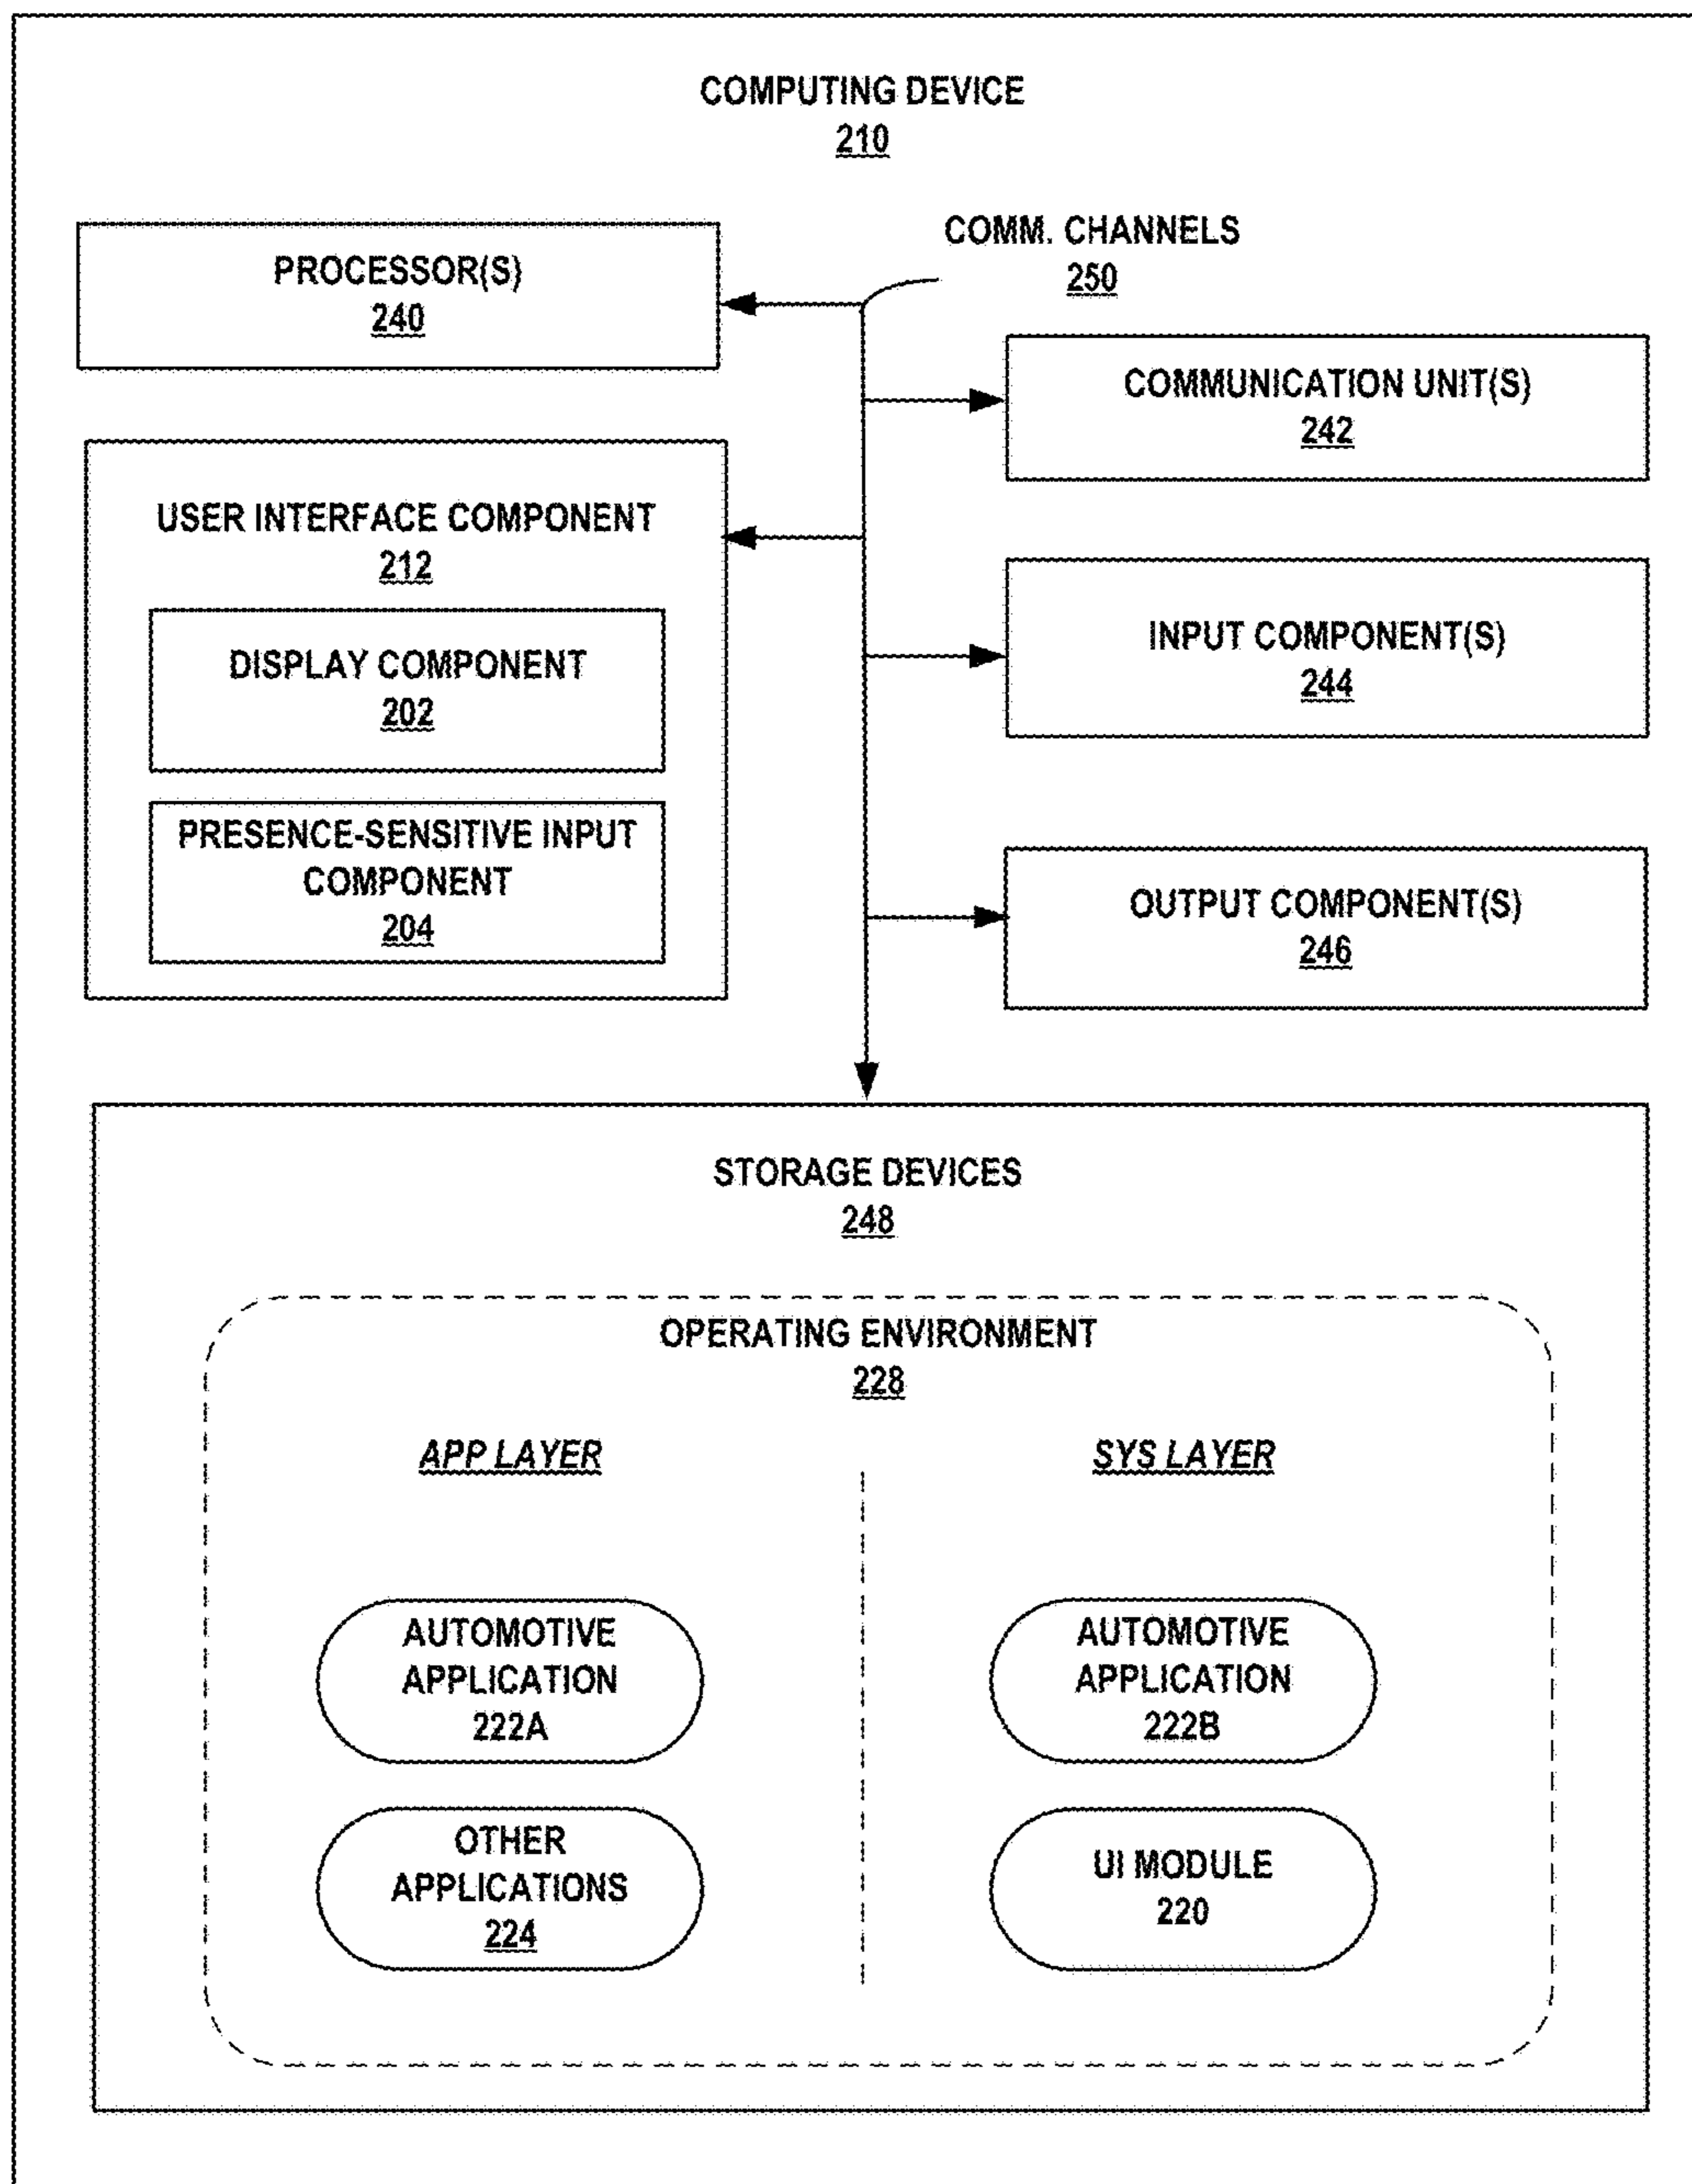 COMPUTING DEVICE
210
PROCESSOR(S)
240
COMM. CHANNELS
250
COMMUNICATION UNIT(S)
242
USER INTERFACE COMPONENT
212
DISPLAY COMPONENT
202
PRESENCE-SENSITIVE INPUT
COMPONENT
204
INPUT COMPONENT(S)
244
OUTPUT COMPONENT(S)
246
STORAGE DEVICES
248
OPERATING ENVIRONMENT
228
APP LAYER
SYS LAYER
AUTOMOTIVE
APPLICATION
222A
AUTOMOTIVE
APPLICATION
222B
OTHER
APPLICATIONS
224
UI MODULE
220